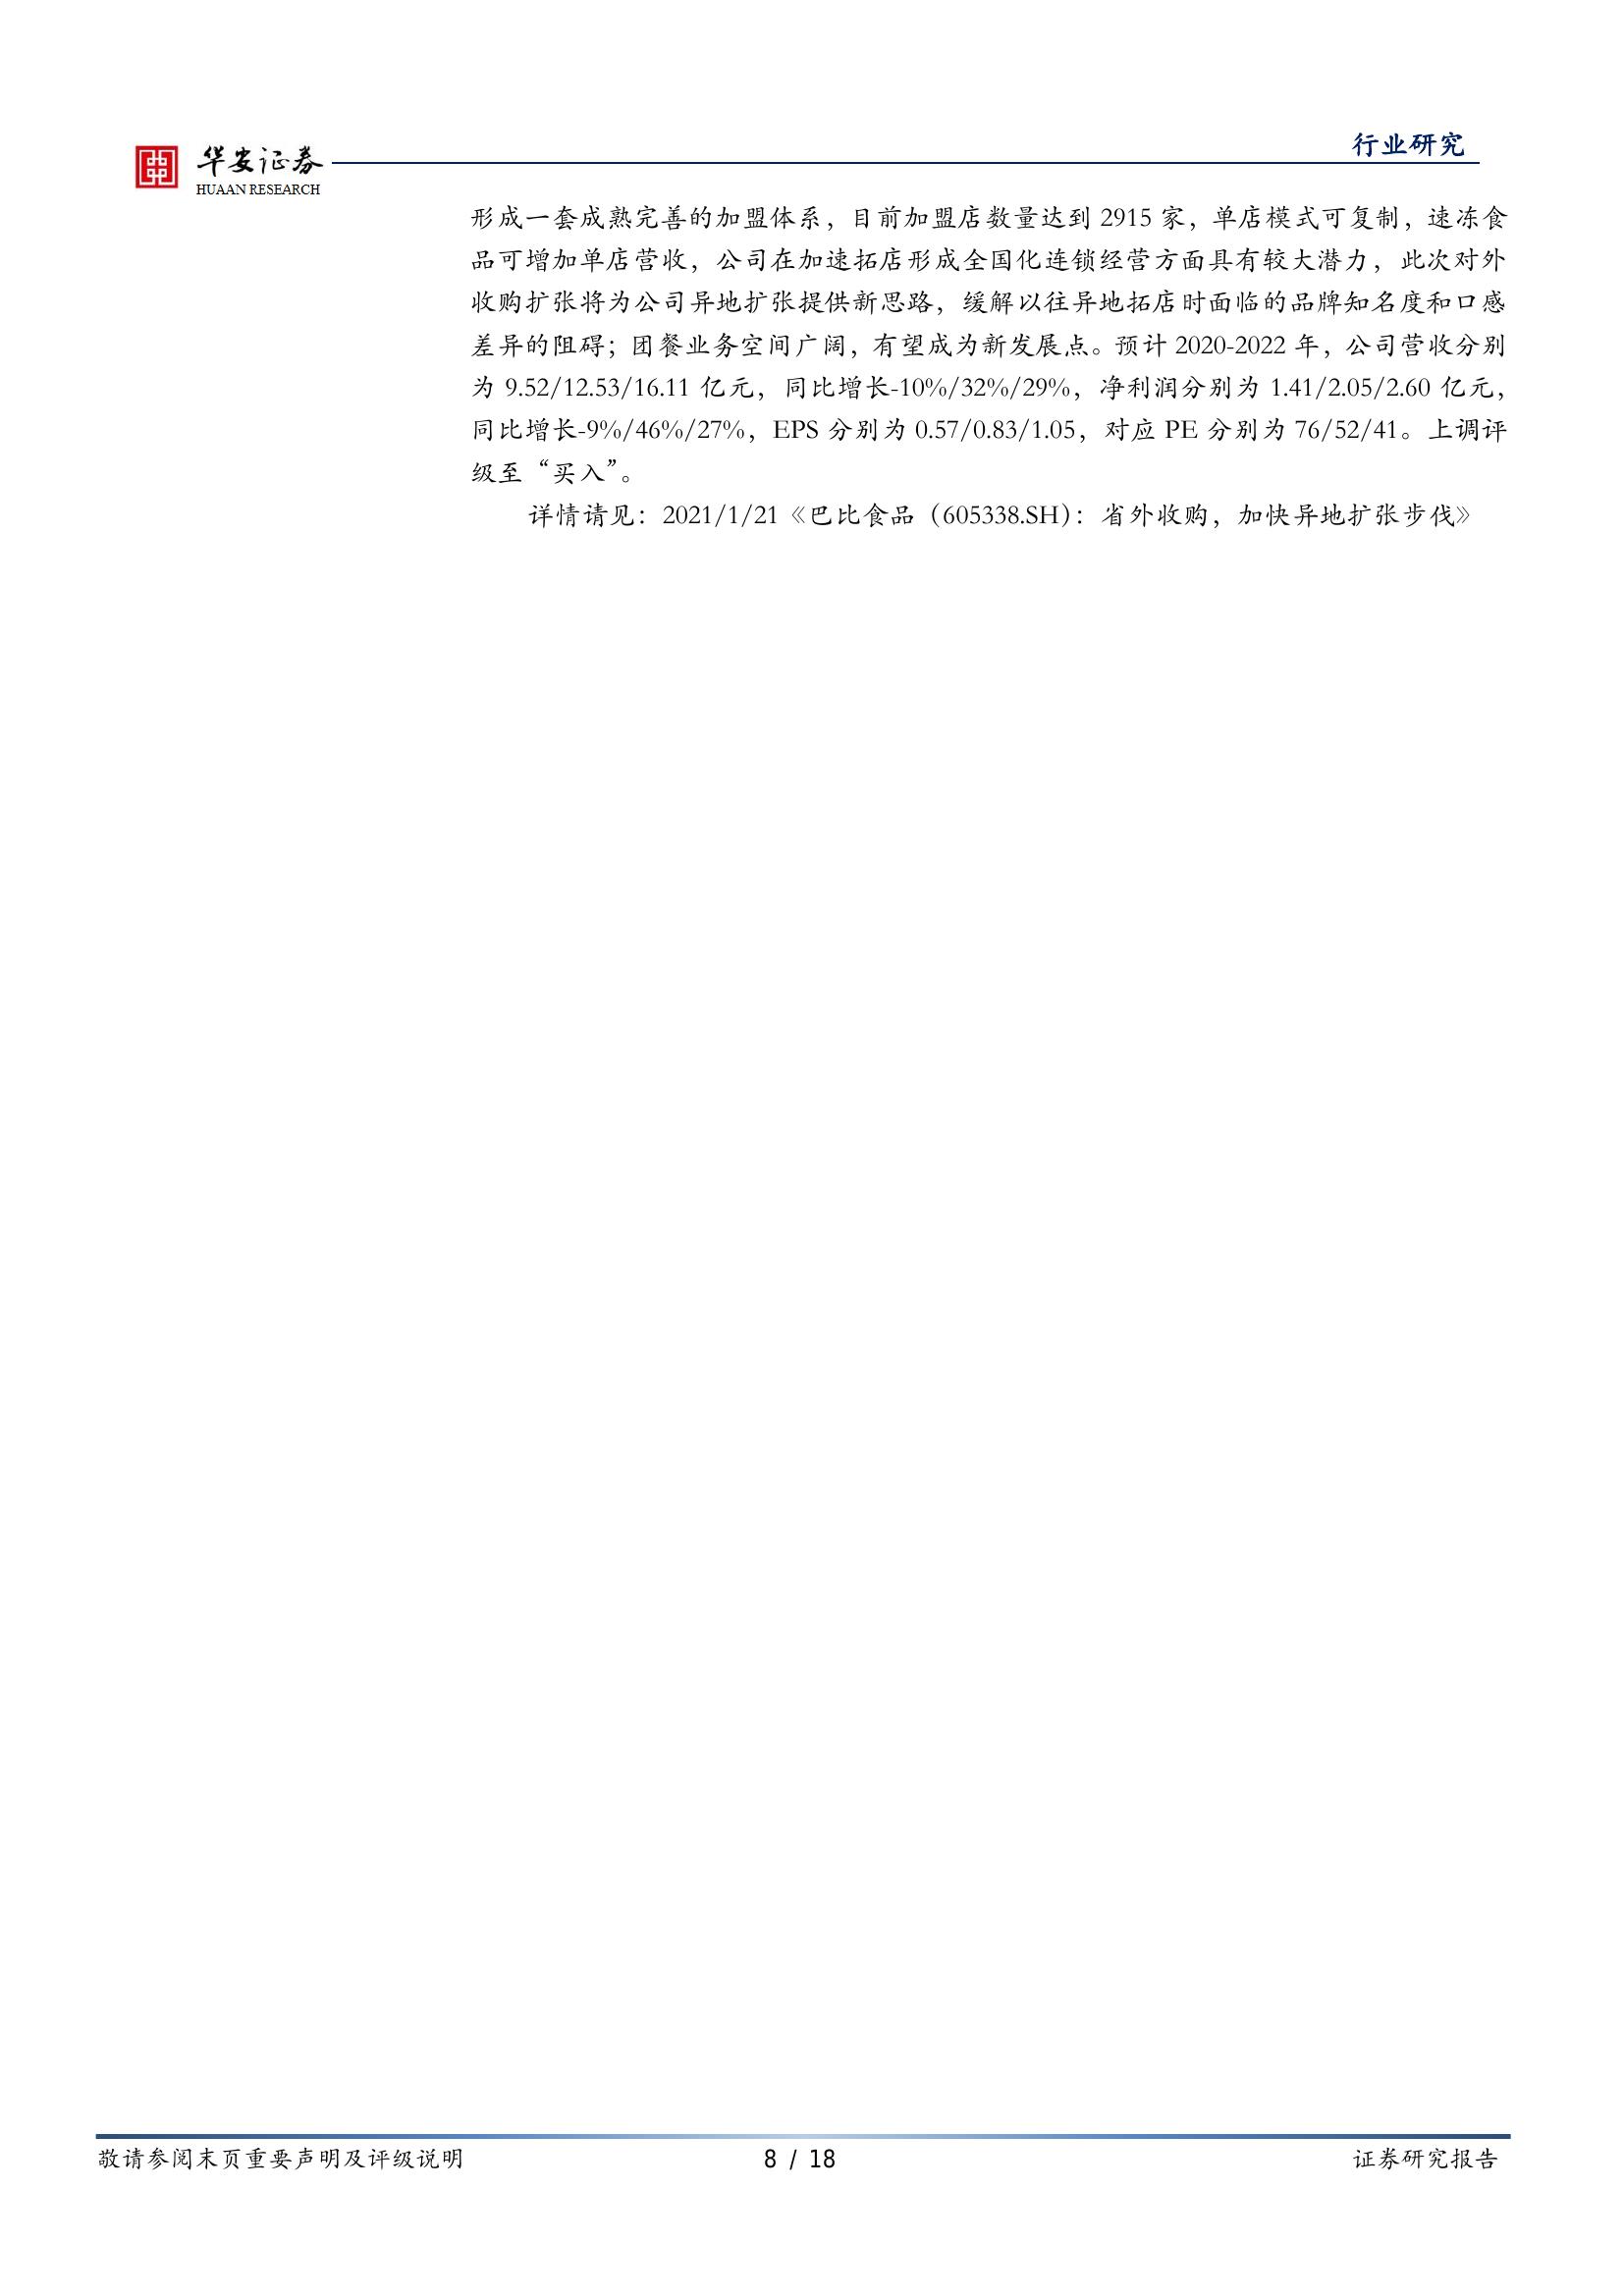 华安证券
HUAAN RESEARCH
行业研究
形成一套成熟完善的加盟体系，目前加盟店数量达到 2915 家，单店模式可复制，速冻食
品可增加单店营收，公司在加速拓店形成全国化连锁经营方面具有较大潜力，此次对外
收购扩张将为公司异地扩张提供新思路，缓解以往异地拓店时面临的品牌知名度和口感
差异的阻碍；团餐业务空间广阔，有望成为新发展点。预计 2020-2022 年，公司营收分别
为 9.52/12.53/16.11 亿元，同比增长-10%/32%/29%，净利润分别为 1.41/2.05/2.60 亿元，
同比增长-9%/46%/27%，EPS 分别为 0.57/0.83/1.05，对应 PE 分别为 76/52/41。上调评
级至“买入”。
详情请见：2021/1/21《巴比食品（605338.SH）：省外收购，加快异地扩张步伐》
敬请参阅末页重要声明及评级说明
8 / 18
证券研究报告